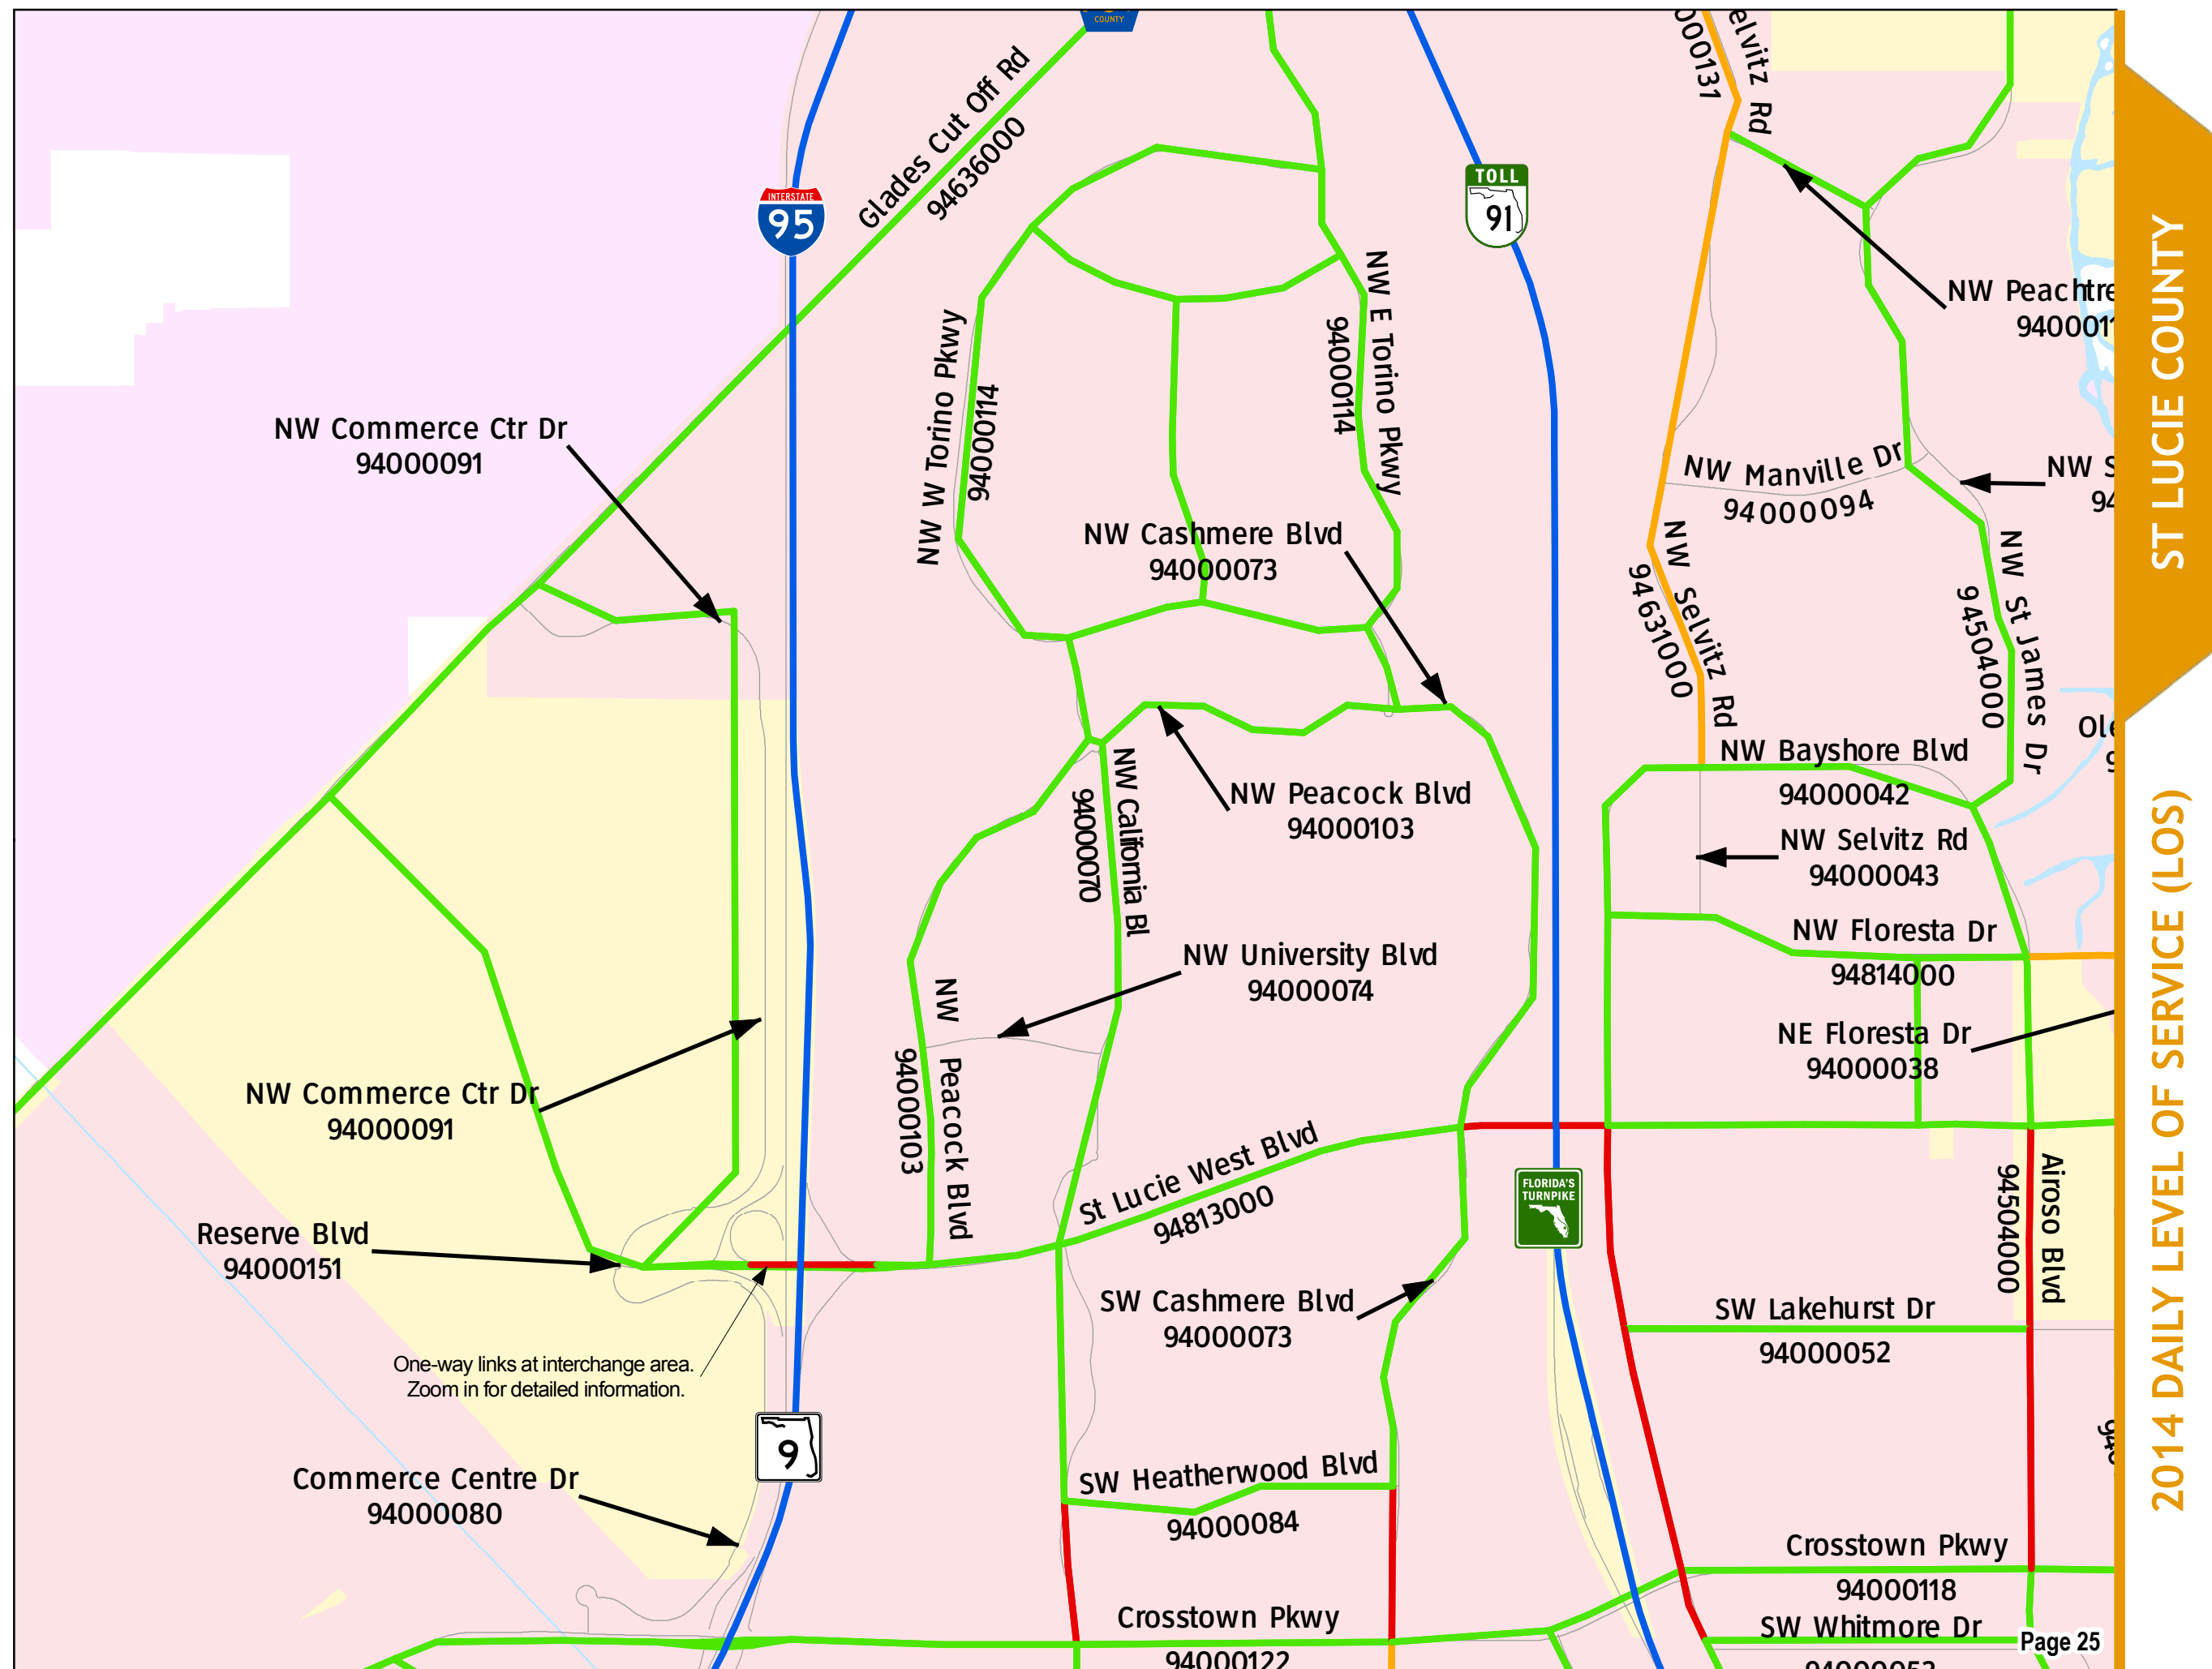 COUNTY
Glades Cut Off Rd
94636000
INTERSTATE
95
TOLL
91
Selvitz Rd
NW Peachtre
NW W Torino Pkwy
94000114
NW E Torino Pkwy
94000114
NW Commerce Ctr Dr
94000091
NW Cashmere Blvd
94000073
NW Manville Dr
94000094
NW S
NW Selvitz Rd
94631000
NW St James Dr
94504000
NW Bayshore Blvd
94000042
NW Peacock Blvd
94000103
NW California Bl
94000070
NW Selvitz Rd
94000043
NW Floresta Dr
94814000
NW University Blvd
94000074
NE Floresta Dr
94000038
NW Commerce Ctr Dr
94000091
NW Peacock Blvd
94000103
St Lucie West Blvd
94813000
FLORIDA'S
TURNPIKE
Airoso Blvd
94504000
Reserve Blvd
94000151
SW Cashmere Blvd
94000073
SW Lakehurst Dr
94000052
One-way links at interchange area.
Zoom in for detailed information.
9
Commerce Centre Dr
94000080
SW Heatherwood Blvd
94000084
Crosstown Pkwy
94000118
Crosstown Pkwy
94000122
SW Whitmore Dr
Page 25
ST LUCIE COUNTY
2014 DAILY LEVEL OF SERVICE (LOS)